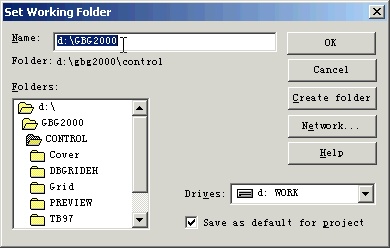 Set Working Folder
Name:
d:\GBG2000
OK
Folder: d:\gbg2000\control
Cancel
Folders:
Create folder
d:\
GBG2000
Network...
CONTROL
Cover
Help
DBGRIDEH
Grid
Drives:
d: WORK
PREVIEW
TB97
Save as default for project